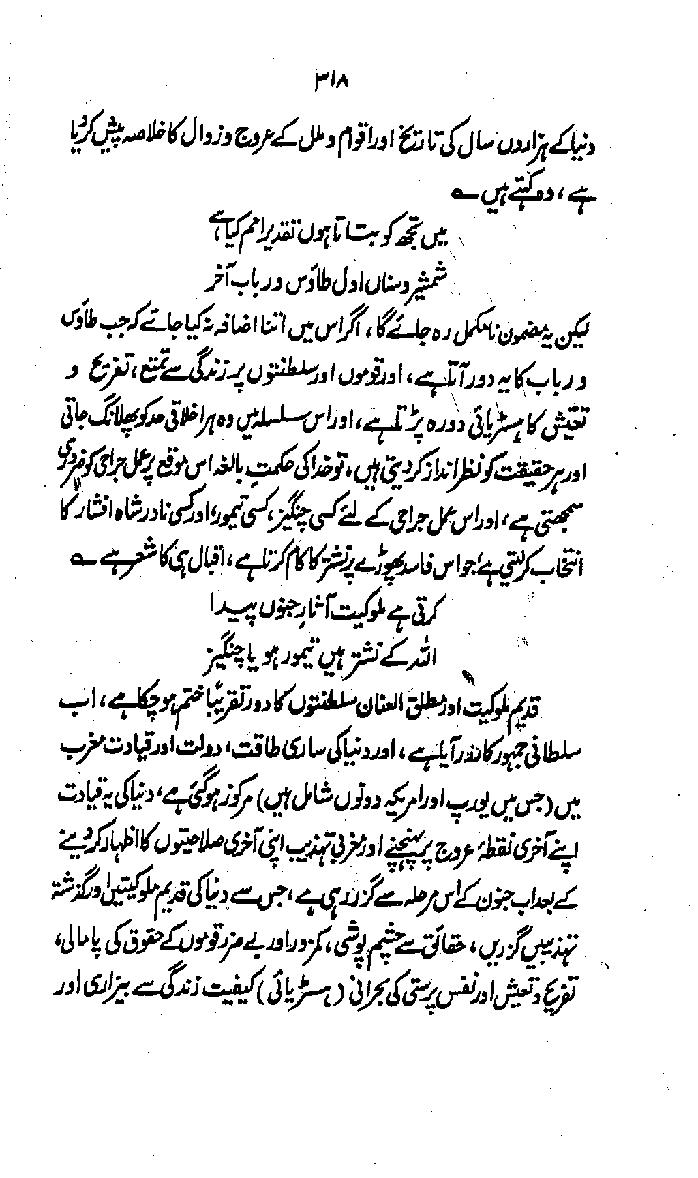 ۳۱۸
دنیا کے ہزاروں سال کی تاریخ اور اقوام و ملل کے عروج و زوال کا خلاصہ پیش کردیا
ہے، وہ کہتے ہیں ؎
میں تجھ کو بتاتا ہوں تقدیر امم کیا ہے
شمشیر و سناں اول طاؤس و رباب آخر
لیکن یہ مضمون نامکمل رہ جائے گا، اگر اس میں اتنا اضافہ نہ کیا جائے کہ جب طاؤس
و رباب کا یہ دور آتا ہے، اور قوموں اور سلطنتوں پر زندگی سے تمتع، تفریح و
تعیش کا ہسٹریائی دورہ پڑتا ہے، اور اس سلسلہ میں وہ ہر اخلاقی حد کو پھلانگ جاتی
اور ہر حقیقت کو نظر انداز کر دیتی ہیں، تو خدا کی حکمت بالغہ اس موقع پر عمل جراحی کو ضروری
سمجھتی ہے، اور اس عمل جراحی کے لئے کسی چنگیز، کسی تیمور، اور کسی نادر شاہ افشار کا
انتخاب کرلیتی ہے، جو اس فاسد پھوڑے پر نشتر کا کام کرتا ہے، اقبال ہی کا شعر ہے ؎
کرتی ہے ملوکیت آثار جنوں پیدا
اللہ کے نشتر ہیں تیمور ہو یا چنگیز
قدیم ملوکیت اور مطلق العنان سلطنتوں کا دور تقریباً ختم ہو چکا ہے، اب
سلطانی جمہور کا دور آیا ہے، اور دنیا کی ساری طاقت، دولت اور قیادت مغرب
میں (جس میں یورپ اور امریکہ دونوں شامل ہیں) مرکوز ہو گئی ہے، دنیا کی یہ قیادت
اپنے آخری نقطۂ عروج پر پہنچنے اور مغربی تہذیب اپنی آخری صلاحیتوں کا اظہار کر دینے
کے بعد اب جنون کے اس مرحلہ سے گزر رہی ہے، جس سے دنیا کی قدیم ملوکیتیں اور گذشتہ
تہذیبیں گزریں، حقائق سے چشم پوشی، کمزور اور بے ضرر قوموں کے حقوق کی پامالی،
تفریح و تعیش اور نفس پرستی کی بحرانی (ہسٹریائی) کیفیت زندگی سے بیزاری اور